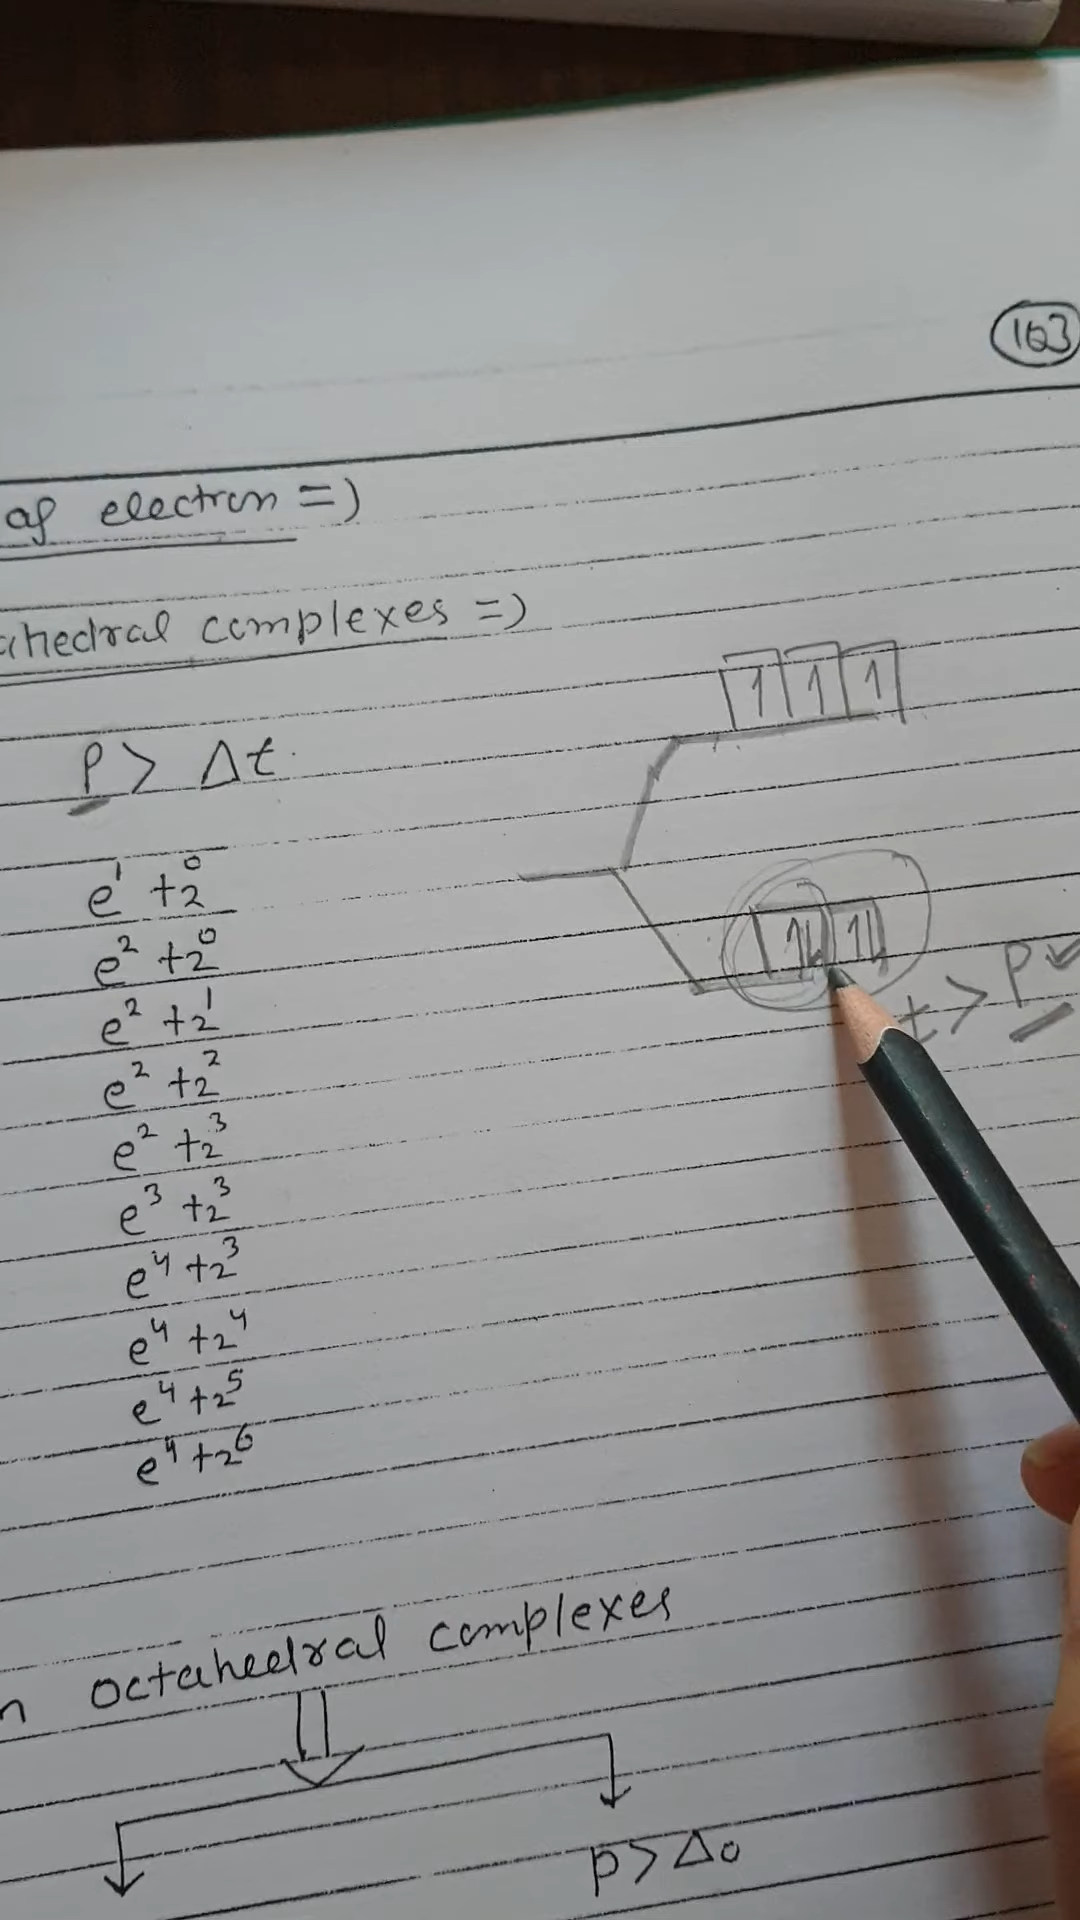 163
of electron =)
ahedral complexes =)
1 1 1
P > Δt
e¹ t₂⁰
e² t₂⁰
1L 1L
t > P
e² t₂¹
e² t₂²
e² t₂³
e³ t₂³
e⁴ t₂³
e⁴ t₂⁴
e⁴ t₂⁵
e⁴ t₂⁶
n octahedral complexes
p > Δo